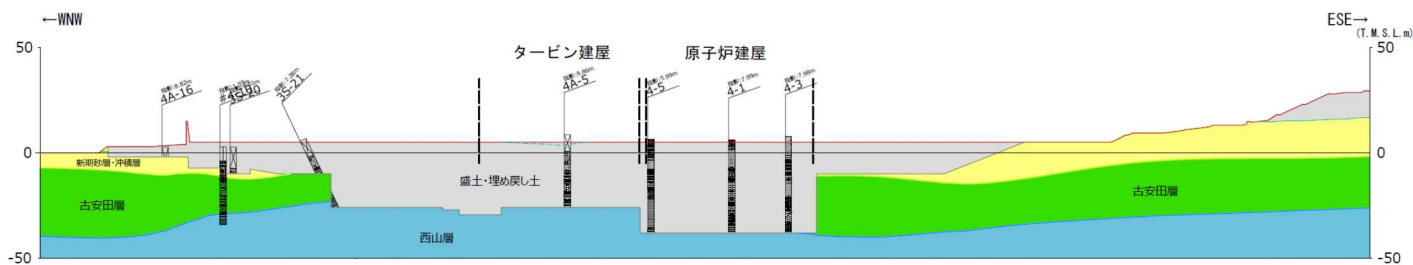 ←WNW
ESE→
(T.M.S.L.m)
50
50
タービン建屋
原子炉建屋
4A-16
3S-20
3S-21
4A-5
4-5
4-1
4-3
0
0
新期砂層・沖積層
盛土・埋め戻し土
古安田層
古安田層
西山層
-50
-50